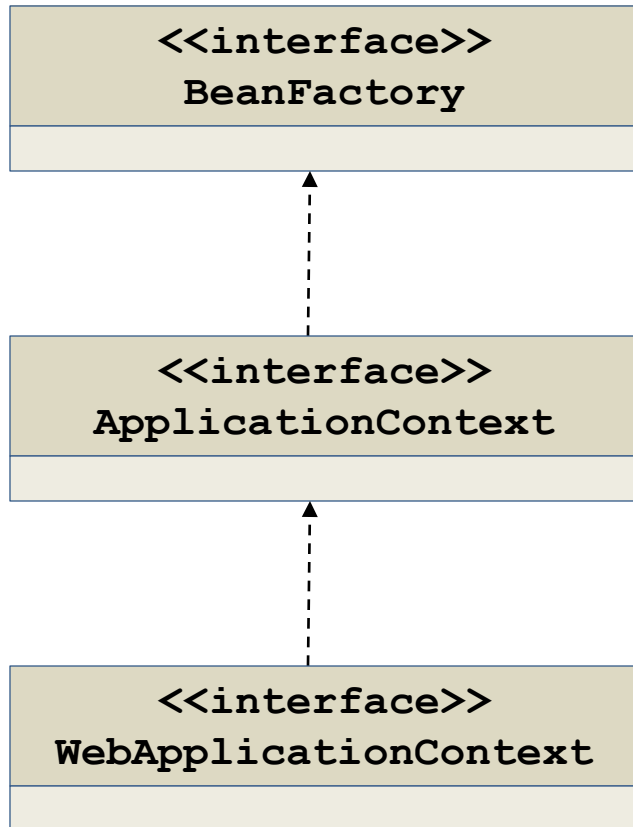 <<interface>>
BeanFactory
<<interface>>
ApplicationContext
<<interface>>
WebApplicationContext